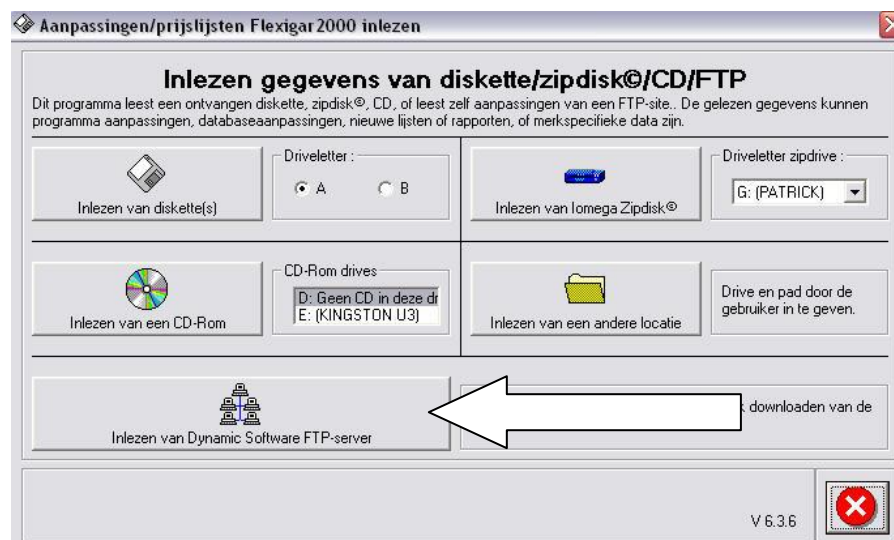 Aanpassingen/prijslijsten Flexigar2000 inlezen
Inlezen gegevens van diskette/zipdisk©/CD/FTP
Dit programma leest een ontvangen diskette, zipdisk©, CD, of leest zelf aanpassingen van een FTP-site.. De gelezen gegevens kunnen
programma aanpassingen, databaseaanpassingen, nieuwe lijsten of rapporten, of merkspecifieke data zijn.
Inlezen van diskette(s)
Driveletter :
A B
Inlezen van Iomega Zipdisk©
Driveletter zipdrive :
G: (PATRICK)
Inlezen van een CD-Rom
CD-Rom drives
D: Geen CD in deze dr
E: (KINGSTON U3)
Inlezen van een andere locatie
Drive en pad door de
gebruiker in te geven.
Inlezen van Dynamic Software FTP-server
downloaden van de
V 6.3.6